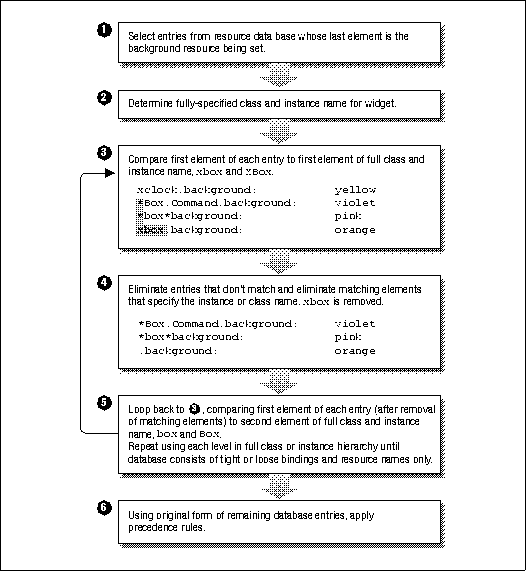 1 Select entries from resource data base whose last element is the
background resource being set.
2 Determine fully-specified class and instance name for widget.
3 Compare first element of each entry to first element of full class and
instance name, xbox and XBox.
xclock.background: yellow
*Box.Command.background: violet
*box*background: pink
xbox.background: orange
4 Eliminate entries that don't match and eliminate matching elements
that specify the instance or class name. xbox is removed.
*Box.Command.background: violet
*box*background: pink
.background: orange
5 Loop back to 3, comparing first element of each entry (after removal
of matching elements) to second element of full class and instance
name, box and Box.
Repeat using each level in full class or instance hierarchy until
database consists of tight or loose bindings and resource names only.
6 Using original form of remaining database entries, apply
precedence rules.